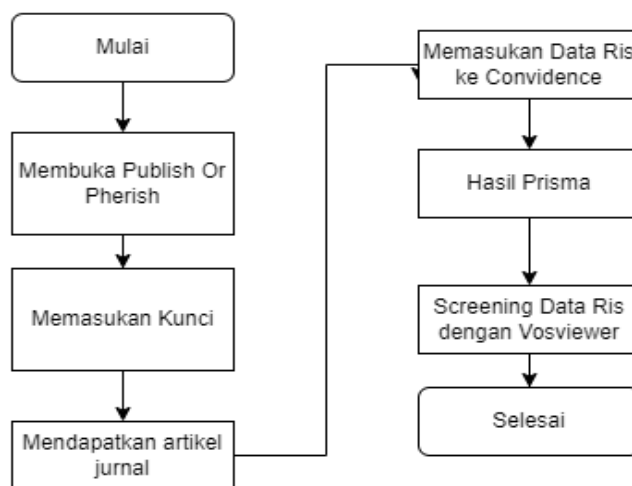 Mulai
Membuka Publish Or
Pherish
Memasukan Kunci
Mendapatkan artikel
jurnal
Memasukan Data Ris
ke Convidence
Hasil Prisma
Screening Data Ris
dengan Vosviewer
Selesai